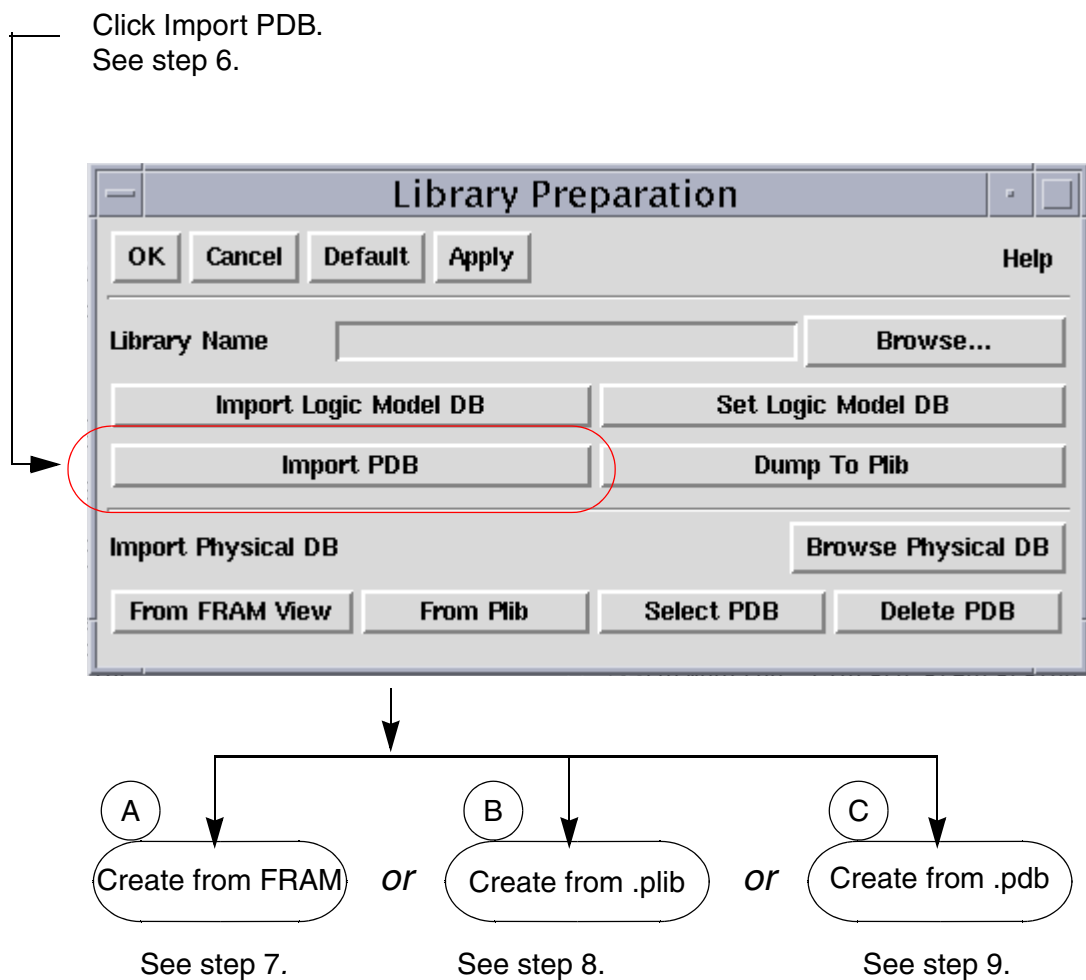 Click Import PDB.
See step 6.
Library Preparation
OK Cancel Default Apply Help
Library Name Browse...
Import Logic Model DB Set Logic Model DB
Import PDB Dump To Plib
Import Physical DB Browse Physical DB
From FRAM View From Plib Select PDB Delete PDB
A B C
Create from FRAM or Create from .plib or Create from .pdb
See step 7. See step 8. See step 9.